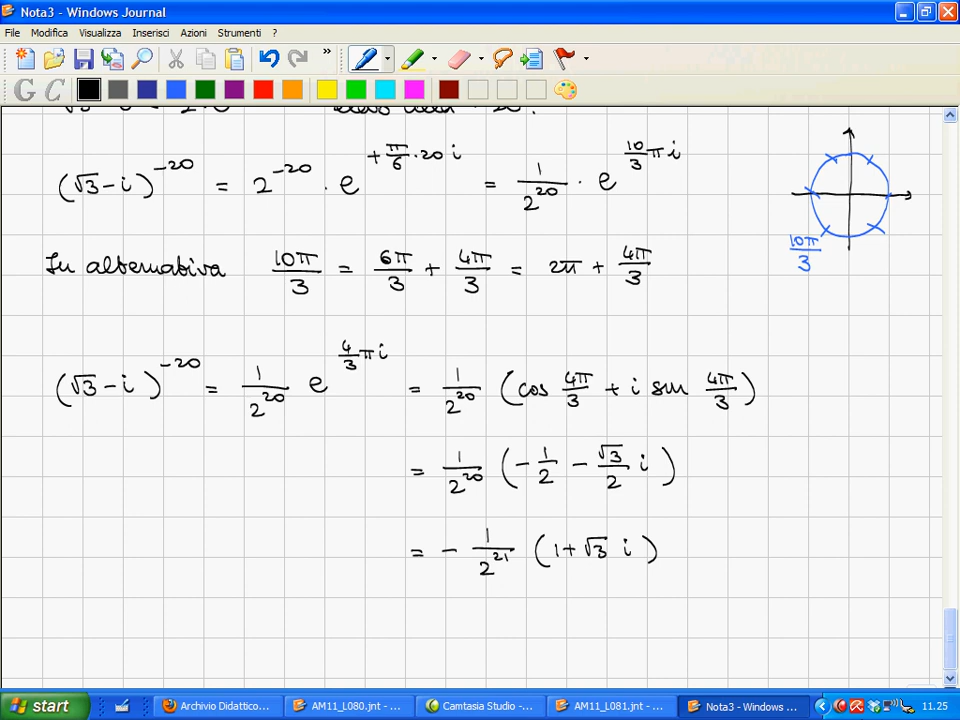 Nota3 - Windows Journal
File Modifica Visualizza Inserisci Azioni Strumenti ?
(√3-i)^-20 = 2^-20 · e^(+π/6·20i) = 1/2^20 · e^(10/3 πi)
10π/3
In alternativa 10π/3 = 6π/3 + 4π/3 = 2π + 4π/3
(√3-i)^-20 = 1/2^20 e^(4/3 πi) = 1/2^20 (cos 4π/3 + i sin 4π/3)
= 1/2^20 (-1/2 - √3/2 i)
= - 1/2^21 (1+√3 i)
start Archivio Didattico... AM11_L080.jnt - ... Camtasia Studio -... AM11_L081.jnt - ... Nota3 - Windows ... 11.25